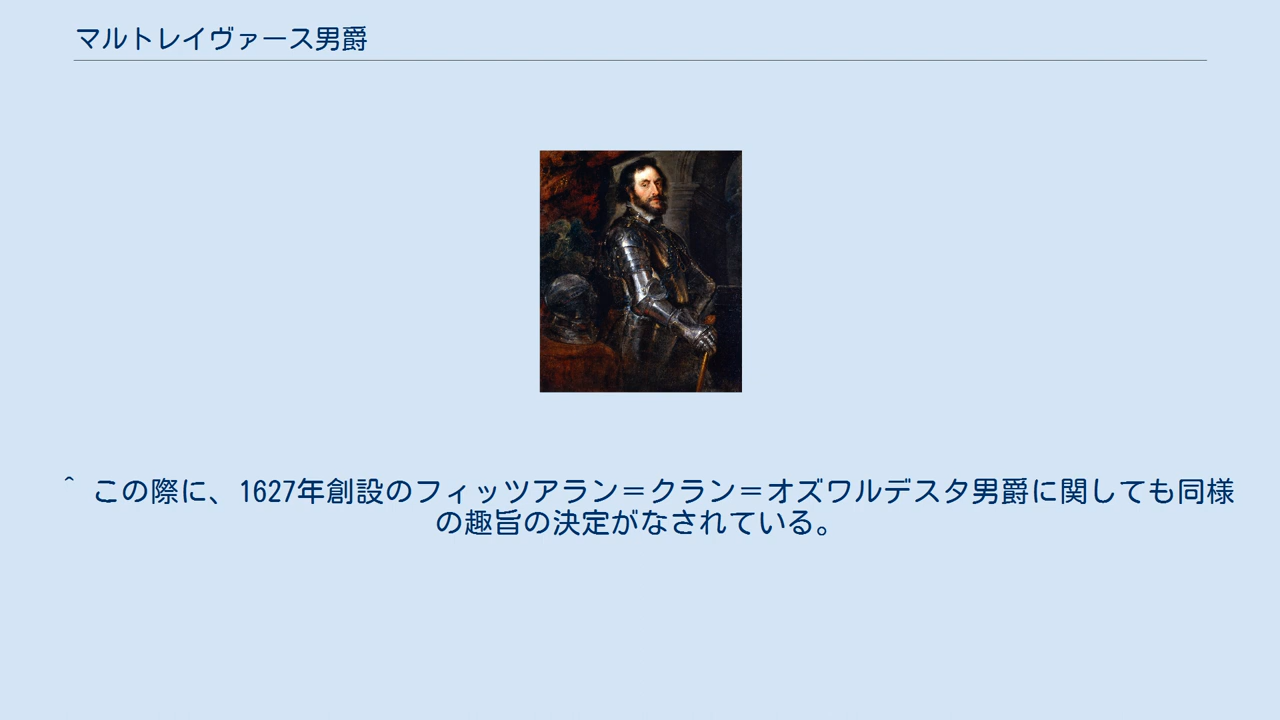 マルトレイヴァース男爵
^ この際に、1627年創設のフィッツアラン＝クラン＝オズワルデスタ男爵に関しても同様
の趣旨の決定がなされている。